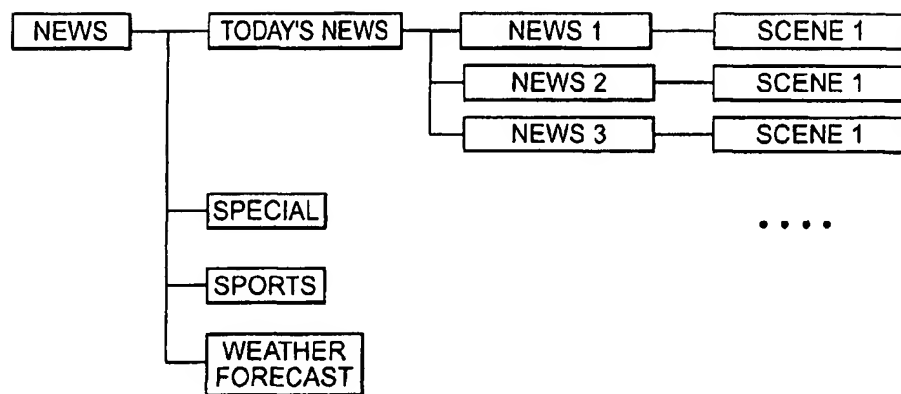 NEWS TODAY'S NEWS NEWS 1 SCENE 1
NEWS 2 SCENE 1
NEWS 3 SCENE 1
SPECIAL
SPORTS
WEATHER
FORECAST